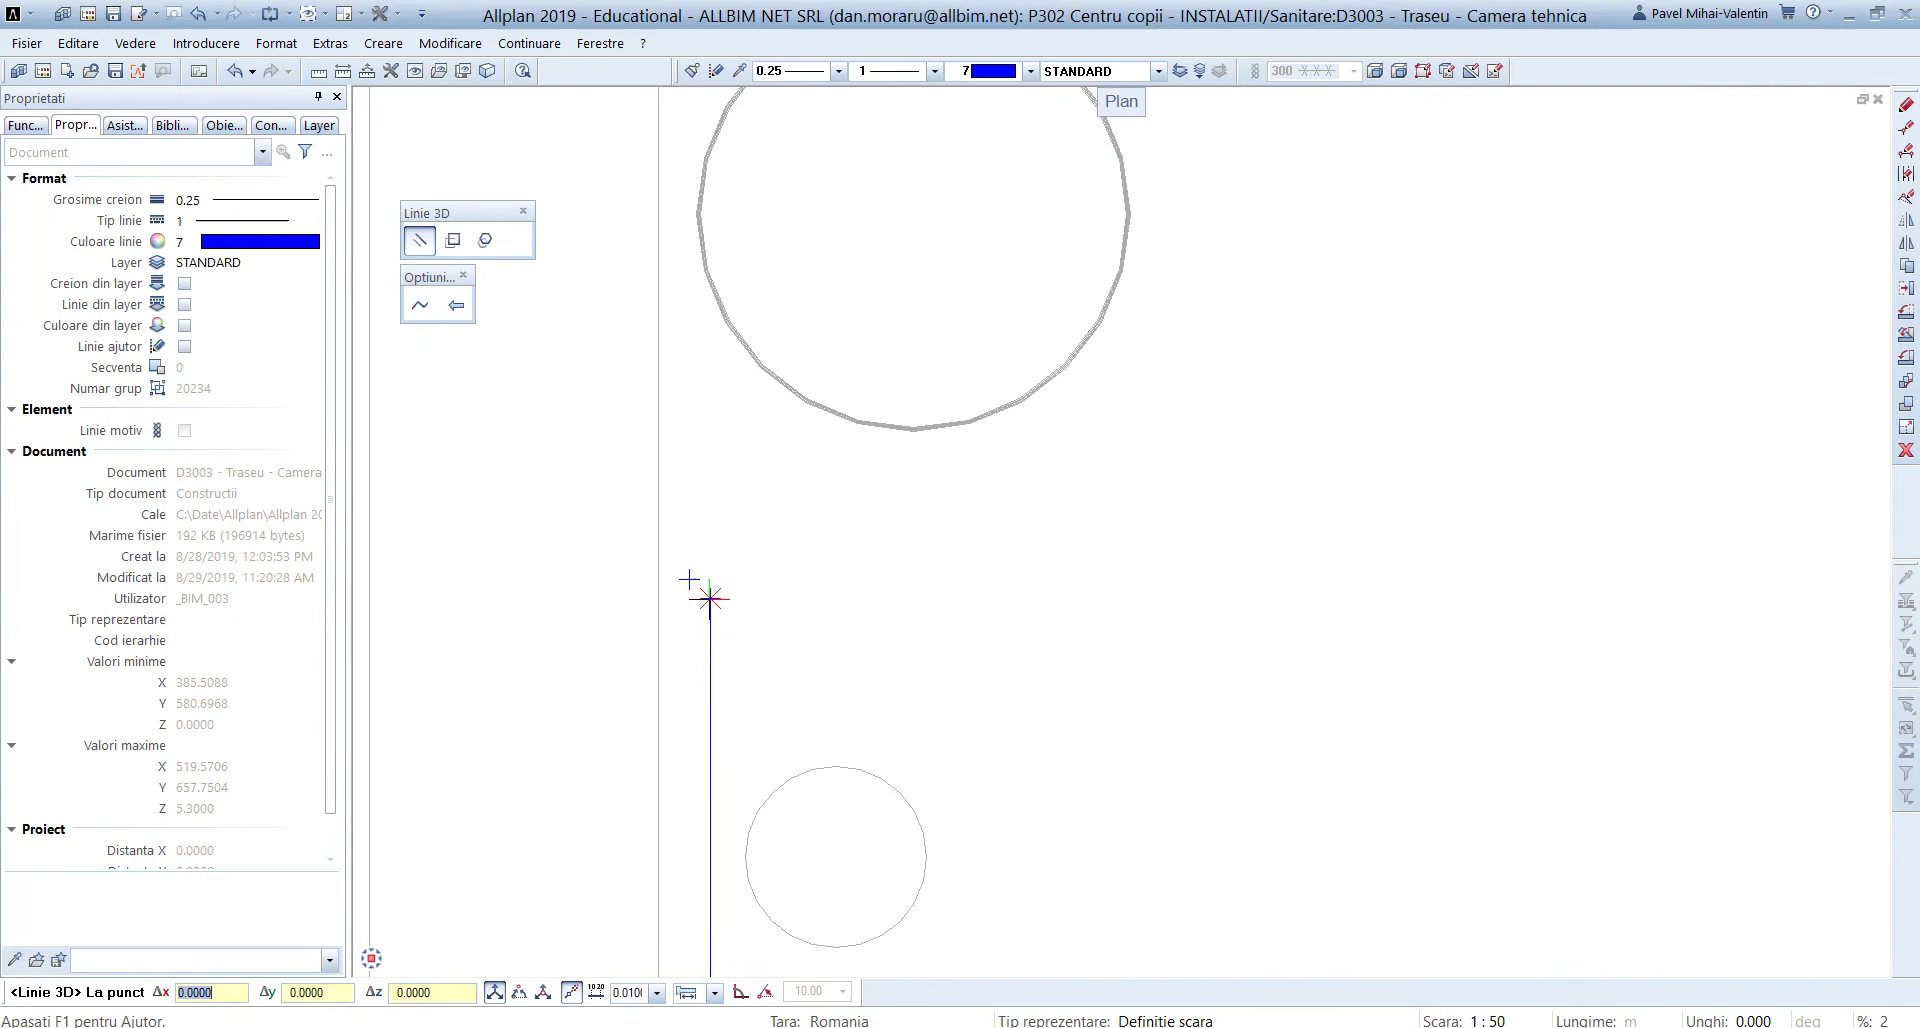 Allplan 2019 - Educational - ALLBIM NET SRL (dan.moraru@allbim.net): P302 Centru copii - INSTALATII/Sanitare:D3003 - Traseu - Camera tehnica
Pavel Mihai-Valentin
Fisier Editare Vedere Introducere Format Extras Creare Modificare Continuare Ferestre ?
0.25 1 7 STANDARD 300
Plan
Proprietati
Func... Propr... Asist... Bibli... Obie... Con... Layer
Document
Format
Grosime creion 0.25
Tip linie 1
Culoare linie 7
Layer STANDARD
Creion din layer
Linie din layer
Culoare din layer
Linie ajutor
Secventa 0
Numar grup 20234
Element
Linie motiv
Document
Document D3003 - Traseu - Camera
Tip document Constructii
Cale C:\Date\Allplan\Allplan 20
Marime fisier 192 KB (196914 bytes)
Creat la 8/28/2019, 12:03:53 PM
Modificat la 8/29/2019, 11:20:28 AM
Utilizator _BIM_003
Tip reprezentare
Cod ierarhie
Valori minime
X 385.5088
Y 580.6968
Z 0.0000
Valori maxime
X 519.5706
Y 657.7504
Z 5.3000
Proiect
Distanta X 0.0000
Linie 3D
Optiuni...
<Linie 3D> La punct Δx 0.0000 Δy 0.0000 Δz 0.0000 0.010 10.00
Apasati F1 pentru Ajutor. Tara: Romania Tip reprezentare: Definitie scara Scara: 1 : 50 Lungime: m Unghi: 0.000 deg %: 2